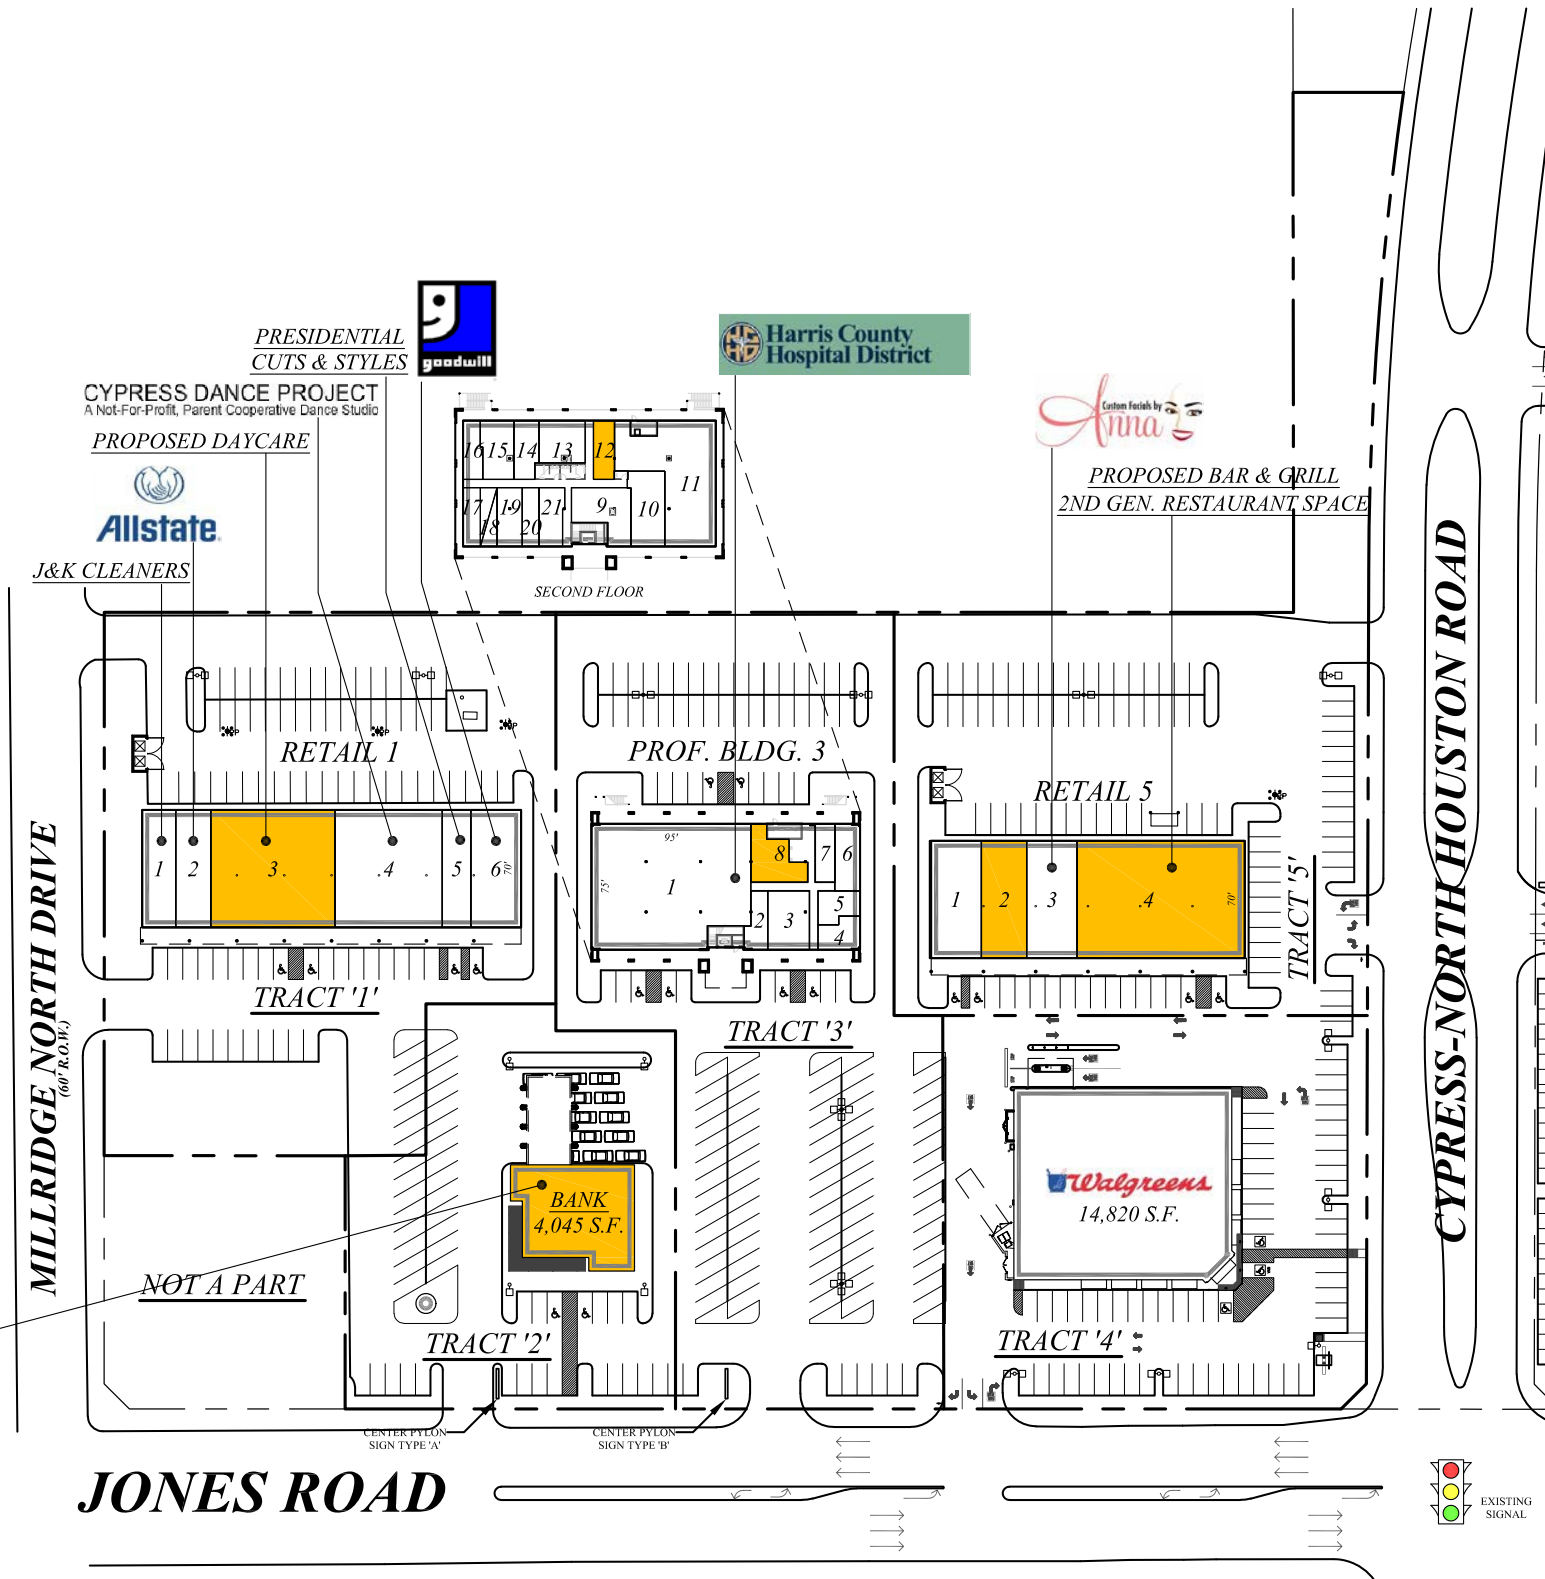 PRESIDENTIAL
CUTS & STYLES
goodwill
Harris County
Hospital District
CYPRESS DANCE PROJECT
A Not-For-Profit, Parent Cooperative Dance Studio
PROPOSED DAYCARE
Allstate.
J&K CLEANERS
Custom Facials by
Anna
PROPOSED BAR & GRILL
2ND GEN. RESTAURANT SPACE
16 15 14 13 12
11
17 18 19 20 21 9 10
SECOND FLOOR
RETAIL 1
PROF. BLDG. 3
RETAIL 5
1 2 3 4 5 6 70'
95'
75'
1 8 7 6
2 3 5
4
1 2 3 4 70'
TRACT '1'
TRACT '3'
TRACT '5'
MILLRIDGE NORTH DRIVE
(60' R.O.W.)
CYPRESS-NORTH HOUSTON ROAD
BANK
4,045 S.F.
Walgreens
14,820 S.F.
NOT A PART
TRACT '2'
TRACT '4'
CENTER PYLON
SIGN TYPE 'A'
CENTER PYLON
SIGN TYPE 'B'
JONES ROAD
EXISTING
SIGNAL